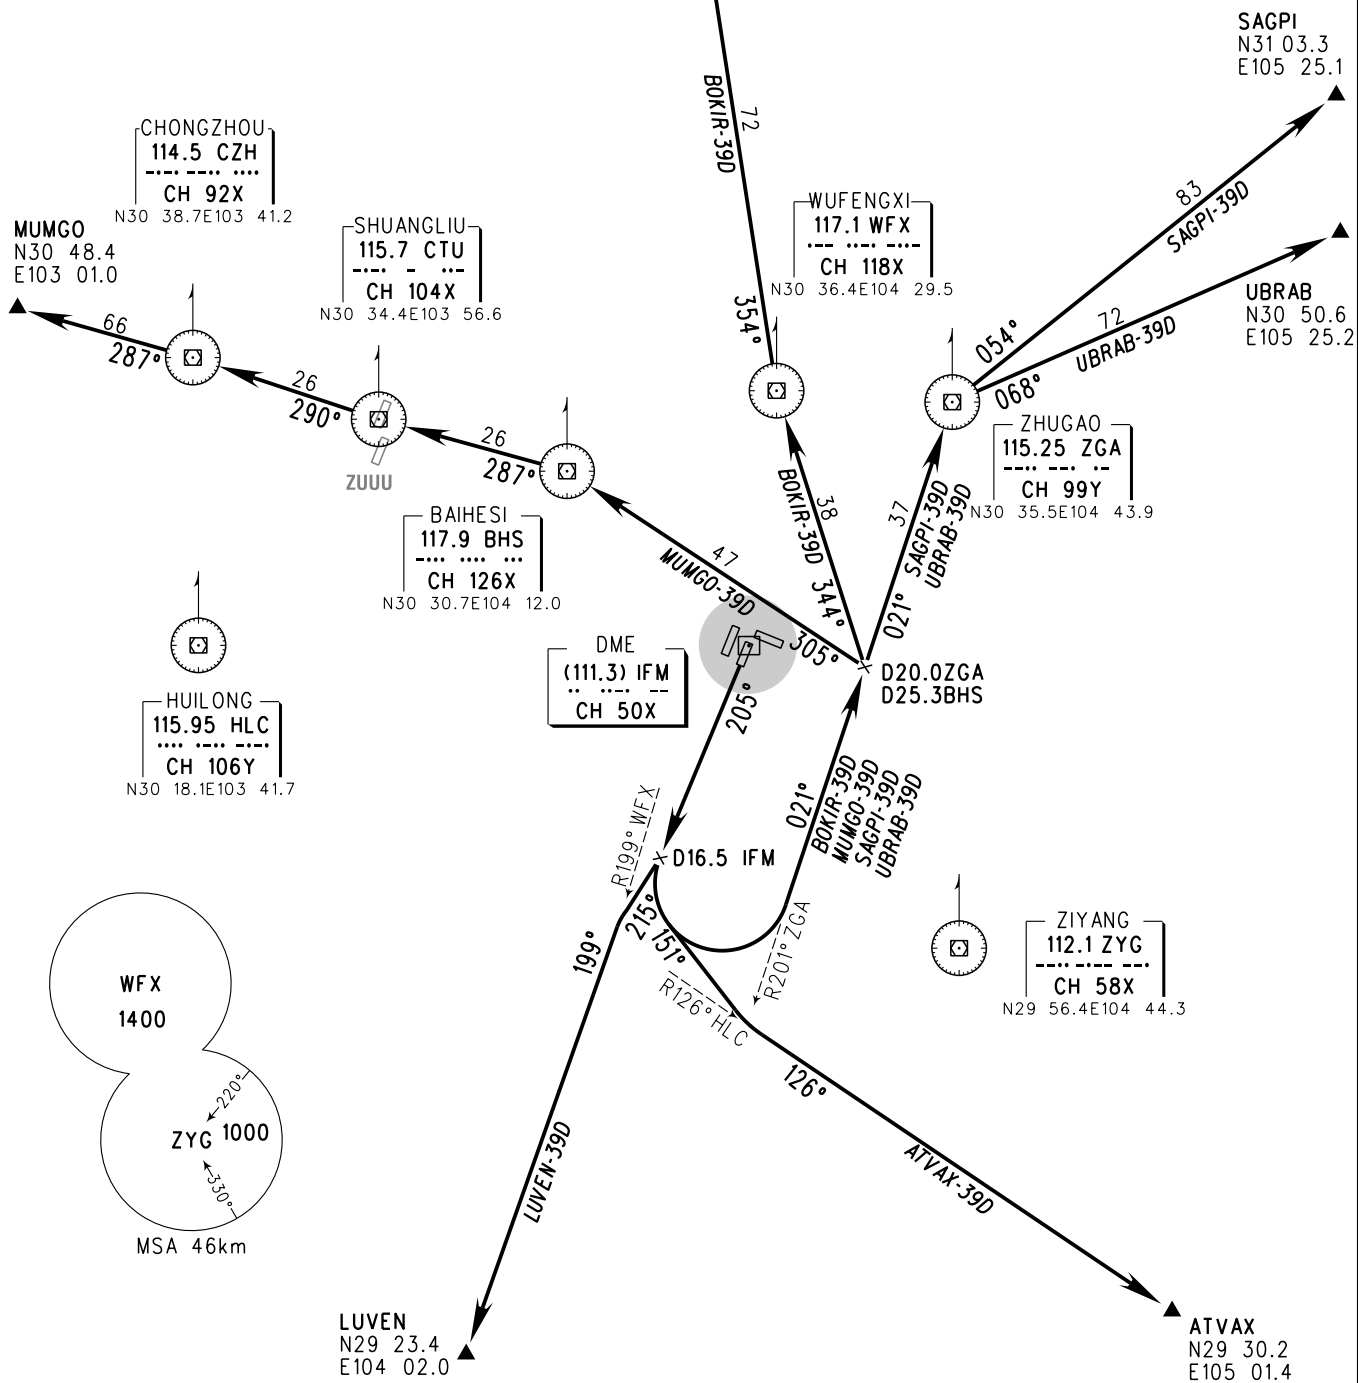 SAGPI
N31 03.3
E105 25.1
BOKIR-39D
72
CHONGZHOU
114.5 CZH
CH 92X
N30 38.7E103 41.2
MUMGO
N30 48.4
E103 01.0
SHUANGLIU
115.7 CTU
CH 104X
N30 34.4E103 56.6
WUFENGXI
117.1 WFX
CH 118X
N30 36.4E104 29.5
83
SAGPI-39D
UBRAB
N30 50.6
E105 25.2
72
UBRAB-39D
66
287°
26
290°
26
287°
354°
054°
068°
ZUUU
ZHUGAO
115.25 ZGA
CH 99Y
N30 35.5E104 43.9
BAIHESI
117.9 BHS
CH 126X
N30 30.7E104 12.0
47
MUMGO-39D
305°
38
BOKIR-39D 344°
37
SAGPI-39D
UBRAB-39D
021°
DME
(111.3) IFM
CH 50X
D20.0ZGA
D25.3BHS
HUILONG
115.95 HLC
CH 106Y
N30 18.1E103 41.7
205°
021°
BOKIR-39D
MUMGO-39D
SAGPI-39D
UBRAB-39D
R199° WFX
D16.5 IFM
215°
151°
199°
R201° ZGA
R126° HLC
126°
ZIYANG
112.1 ZYG
CH 58X
N29 56.4E104 44.3
WFX
1400
220°
ZYG 1000
330°
MSA 46km
LUVEN-39D
ATVAX-39D
LUVEN
N29 23.4
E104 02.0
ATVAX
N29 30.2
E105 01.4